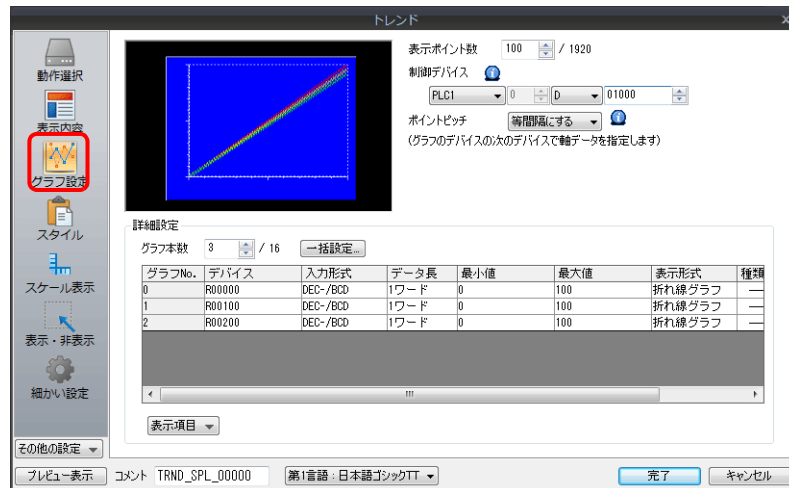 トレンド
動作選択
表示内容
グラフ設定
スタイル
スケール表示
表示・非表示
細かい設定
その他の設定
表示ポイント数 100 / 1920
制御デバイス
PLC1 0 D 01000
ポイントピッチ 等間隔にする
(グラフのデバイスの次のデバイスで軸データを指定します)
詳細設定
グラフ本数 3 / 16 一括設定...
グラフNo. デバイス 入力形式 データ長 最小値 最大値 表示形式 種類
0 R00000 DEC-/BCD 1ワード 0 100 折れ線グラフ
1 R00100 DEC-/BCD 1ワード 0 100 折れ線グラフ
2 R00200 DEC-/BCD 1ワード 0 100 折れ線グラフ
表示項目
プレビュー表示 コメント TRND_SPL_00000 第1言語:日本語ゴシックTT 完了 キャンセル